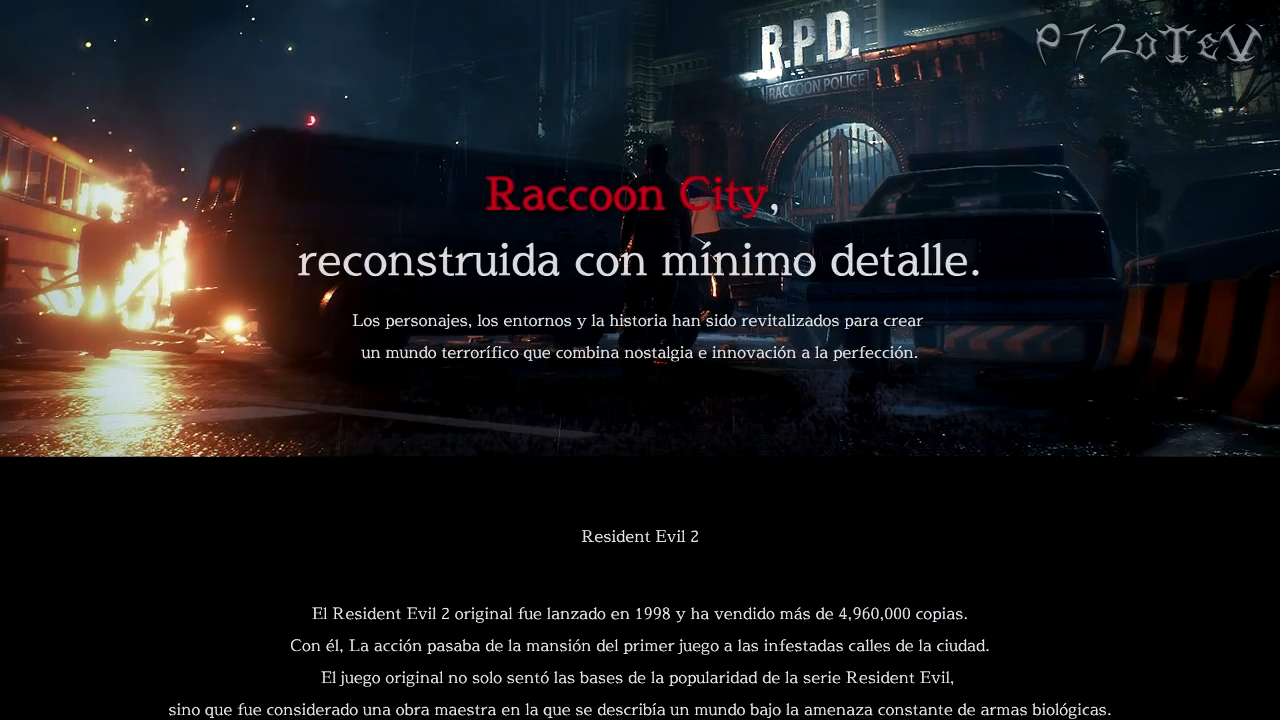 R.P.D.
RACCOON POLICE
P72oTeV
Raccoon City,
reconstruida con mínimo detalle.
Los personajes, los entornos y la historia han sido revitalizados para crear
un mundo terrorífico que combina nostalgia e innovación a la perfección.
Resident Evil 2
El Resident Evil 2 original fue lanzado en 1998 y ha vendido más de 4,960,000 copias.
Con él, La acción pasaba de la mansión del primer juego a las infestadas calles de la ciudad.
El juego original no solo sentó las bases de la popularidad de la serie Resident Evil,
sino que fue considerado una obra maestra en la que se describía un mundo bajo la amenaza constante de armas biológicas.